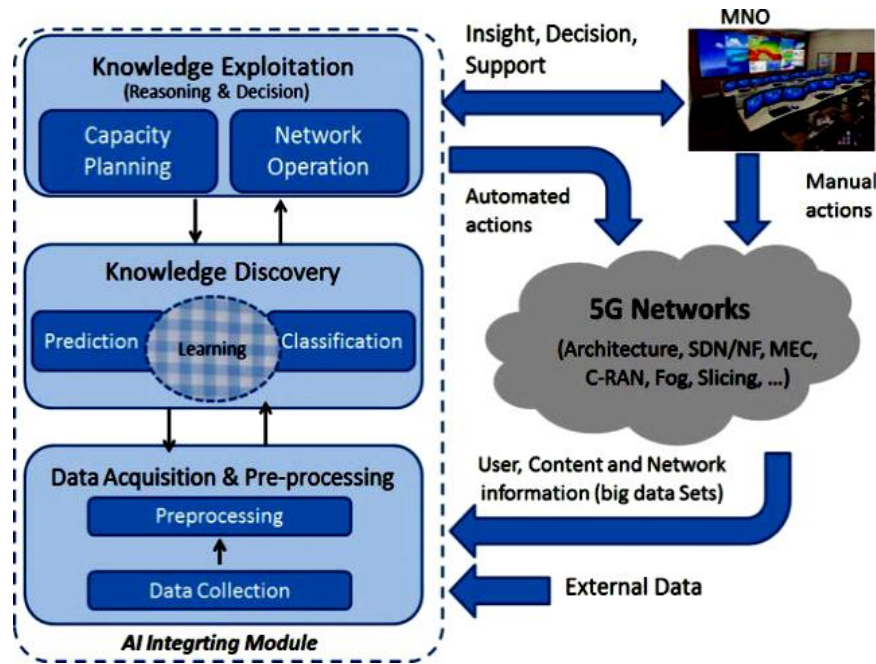 Knowledge Exploitation
(Reasoning & Decision)
Capacity
Planning
Network
Operation
Knowledge Discovery
Prediction
Learning
Classification
Data Acquisition & Pre-processing
Preprocessing
Data Collection
AI Integrting Module
MNO
Insight, Decision,
Support
Automated
actions
Manual
actions
5G Networks
(Architecture, SDN/NF, MEC,
C-RAN, Fog, Slicing, ...)
User, Content and Network
information (big data Sets)
External Data